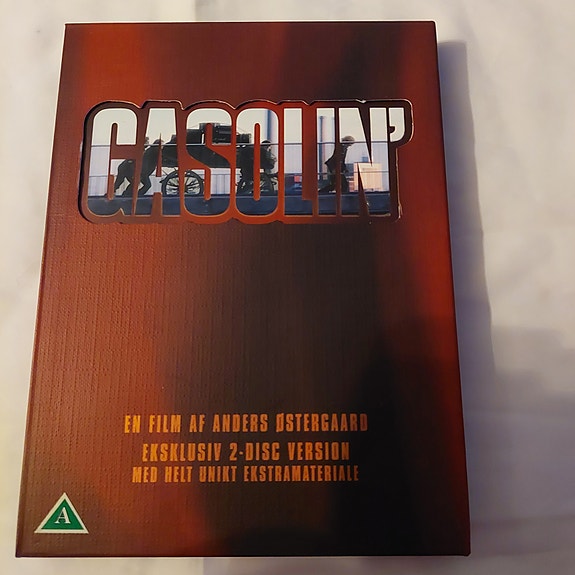 GASOLIN'
EN FILM AF ANDERS ØSTERGAARD
EKSKLUSIV 2-DISC VERSION
MED HELT UNIKT EKSTRAMATERIALE
A